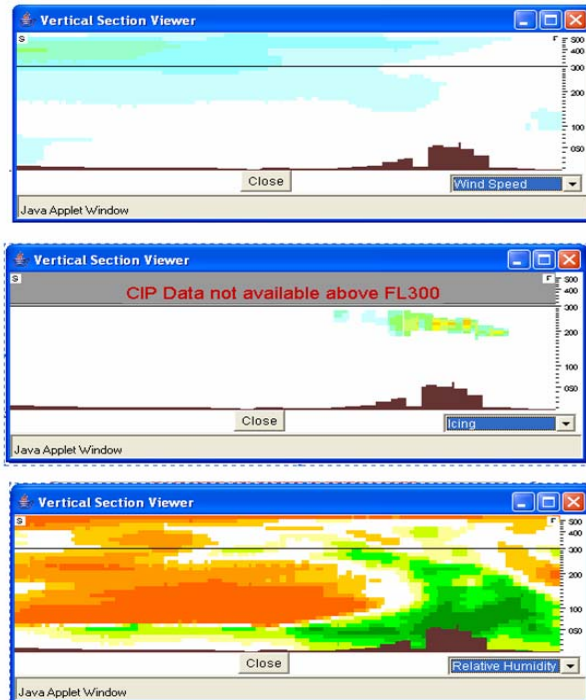 Vertical Section Viewer
S
F
500
400
300
200
100
050
Close
Wind Speed
Java Applet Window
Vertical Section Viewer
S
F
500
400
CIP Data not available above FL300
300
200
100
050
Close
Icing
Java Applet Window
Vertical Section Viewer
S
F
500
400
300
200
100
050
Close
Relative Humidity
Java Applet Window